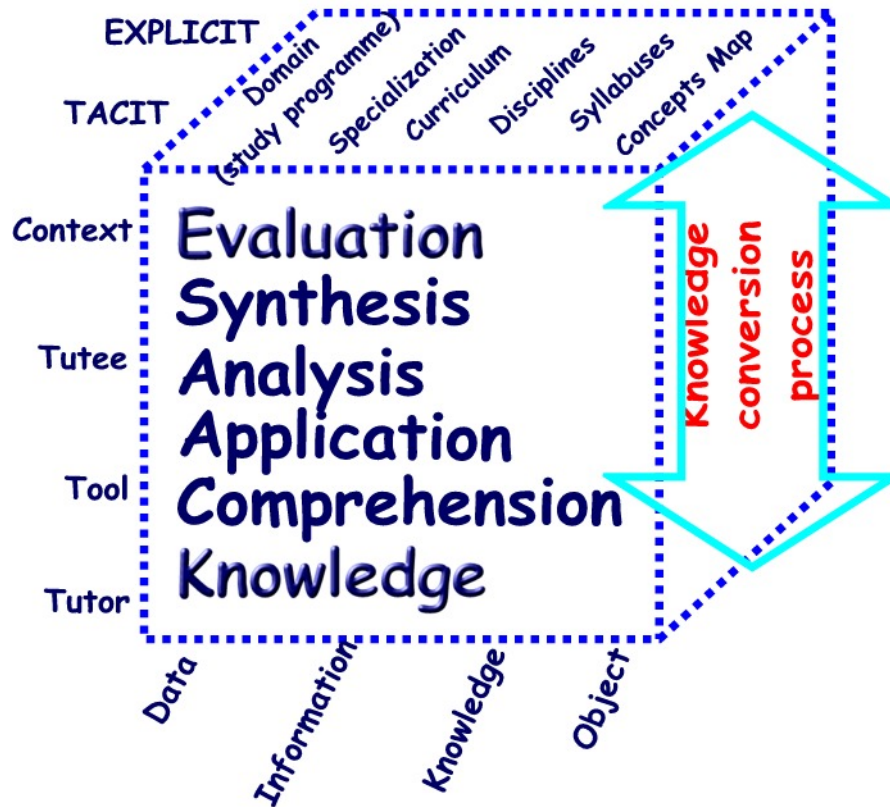 EXPLICIT
TACIT
Domain
(study programme)
Specialization
Curriculum
Disciplines
Syllabuses
Concepts Map
Context
Tutee
Tool
Tutor
Evaluation
Synthesis
Analysis
Application
Comprehension
Knowledge
Knowledge
conversion
process
Data
Information
Knowledge
Object